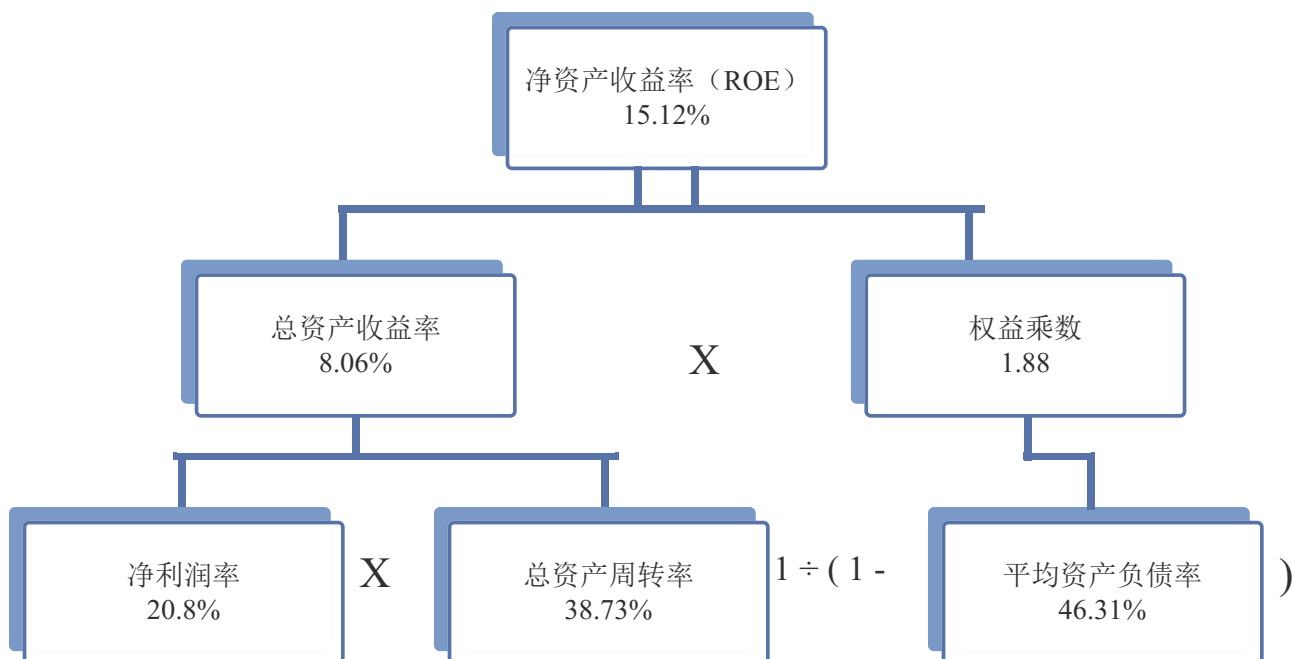 净资产收益率（ROE）
15.12%
总资产收益率
8.06%
X
权益乘数
1.88
净利润率
20.8%
X
总资产周转率
38.73%
1 ÷ ( 1 -
平均资产负债率
46.31%
)